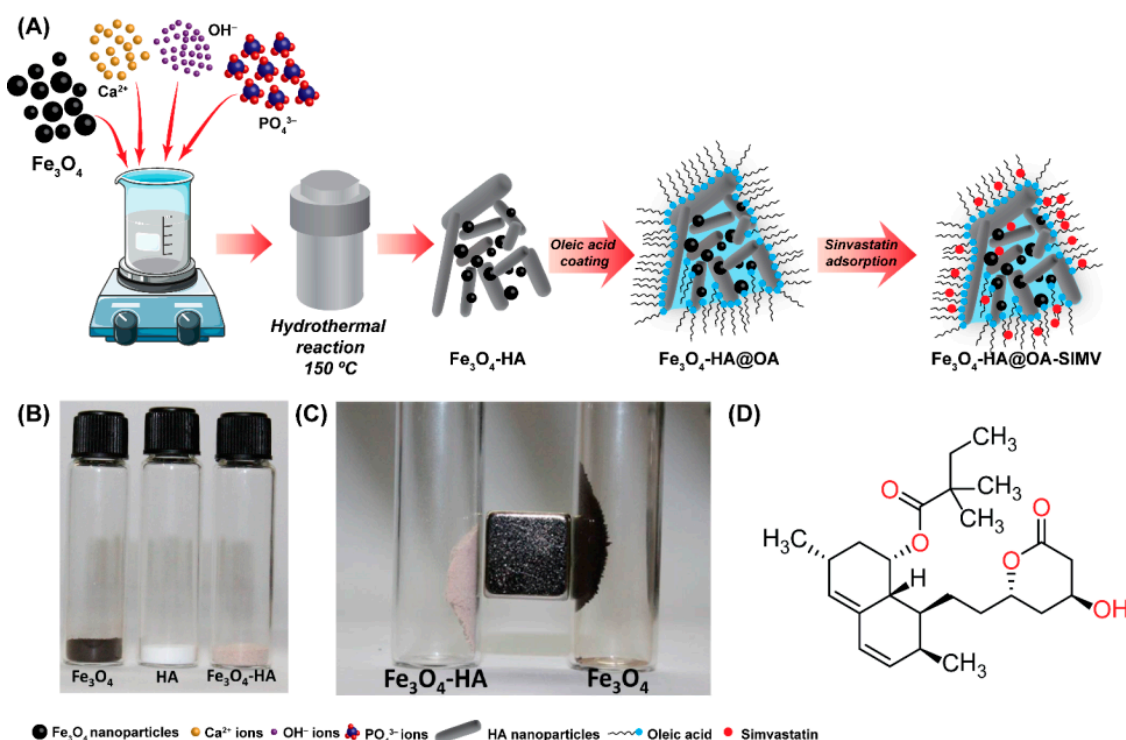 (A)
OH⁻
Ca²⁺
PO₄³⁻
Fe₃O₄
Hydrothermal
reaction
150 ºC
Fe₃O₄-HA
Oleic acid
coating
Fe₃O₄-HA@OA
Sinvastatin
adsorption
Fe₃O₄-HA@OA-SIMV
(B)
Fe₃O₄ HA Fe₃O₄-HA
(C)
Fe₃O₄-HA Fe₃O₄
(D)
CH₃
O
CH₃
CH₃
O
CH₃
O
O
H
OH
CH₃
Fe₃O₄ nanoparticles Ca²⁺ ions OH⁻ ions PO₄³⁻ ions HA nanoparticles Oleic acid Simvastatin